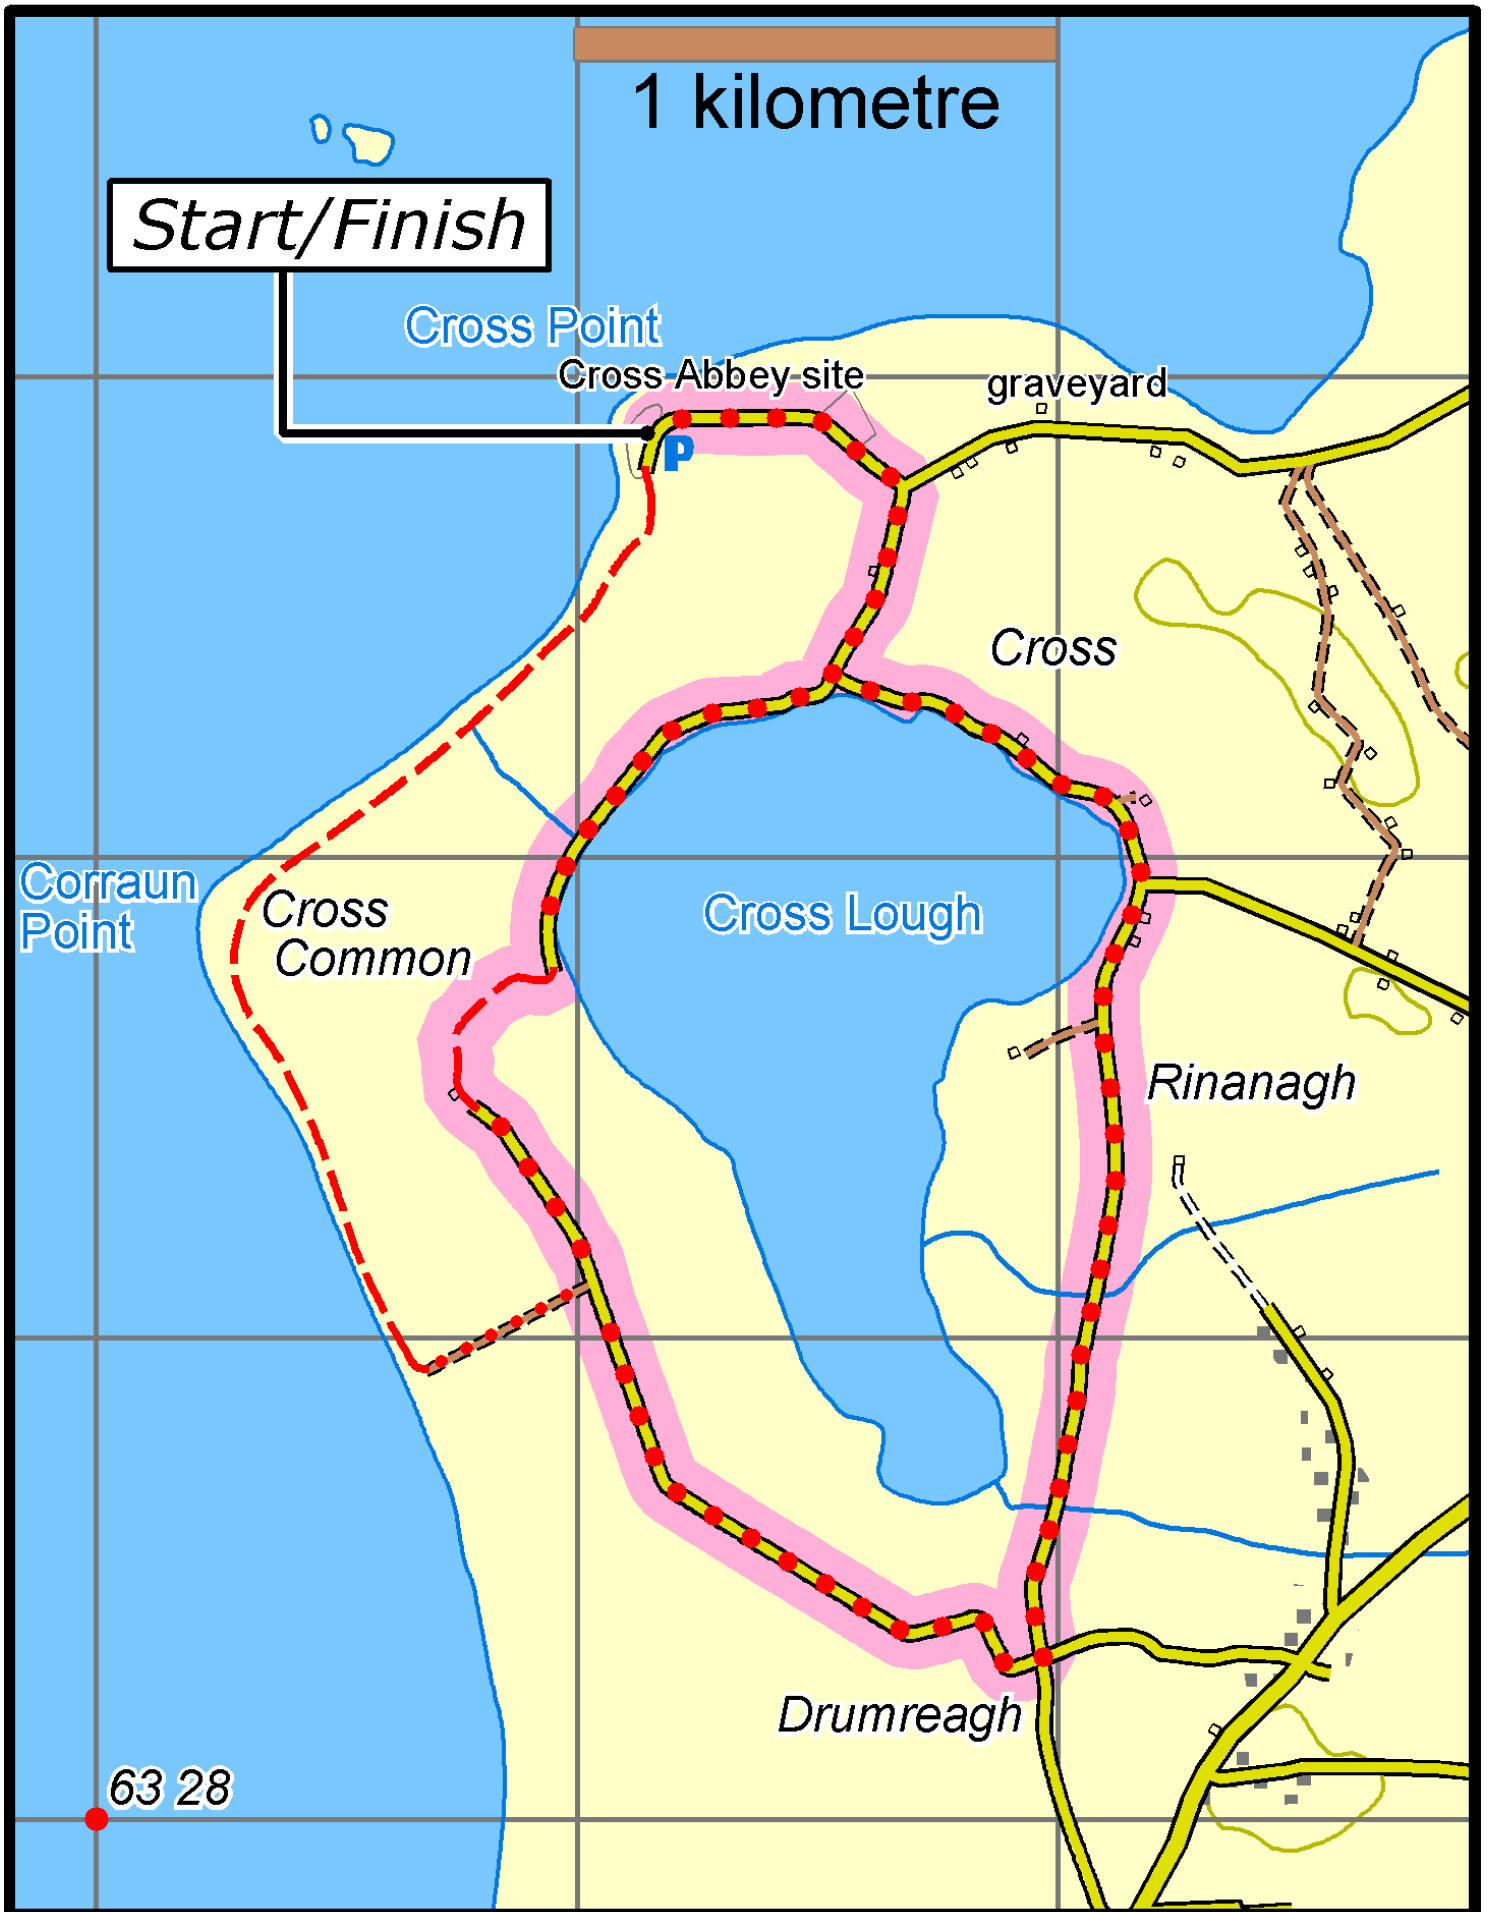 1 kilometre
Start/Finish
Cross Point
Cross Abbey site
graveyard
P
Cross
Corraun
Point
Cross
Common
Cross Lough
Rinanagh
Drumreagh
63 28